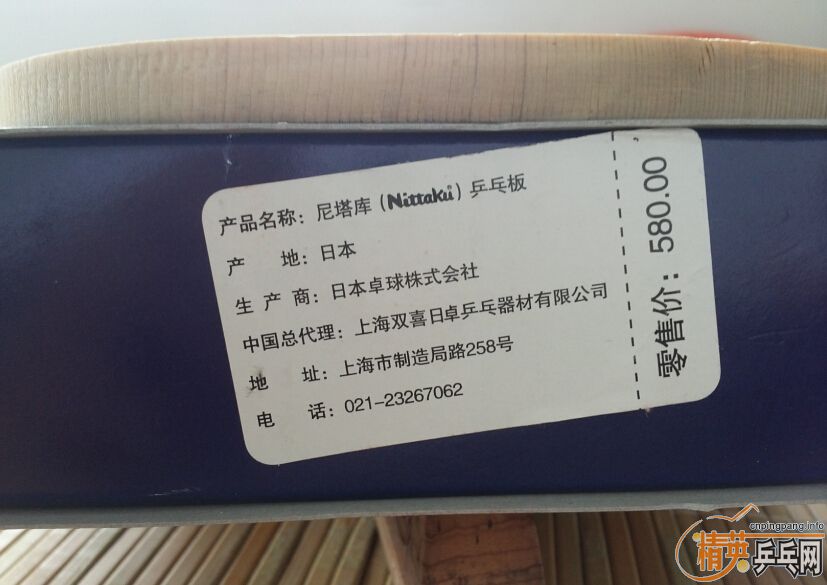 产品名称：尼塔库（Nittaku）乒乓板
产 地：日本
生 产 商：日本卓球株式会社
中国总代理：上海双喜日卓乒乓器材有限公司
地 址：上海市制造局路258号
电 话：021-23267062
零售价：580.00
cnpingpang.info
精英乒乓网